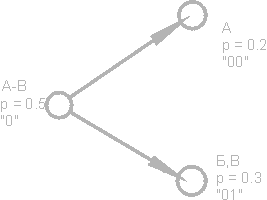 А
p = 0.2
"00"
А-В
p = 0.5
"0"
Б,В
p = 0.3
"01"